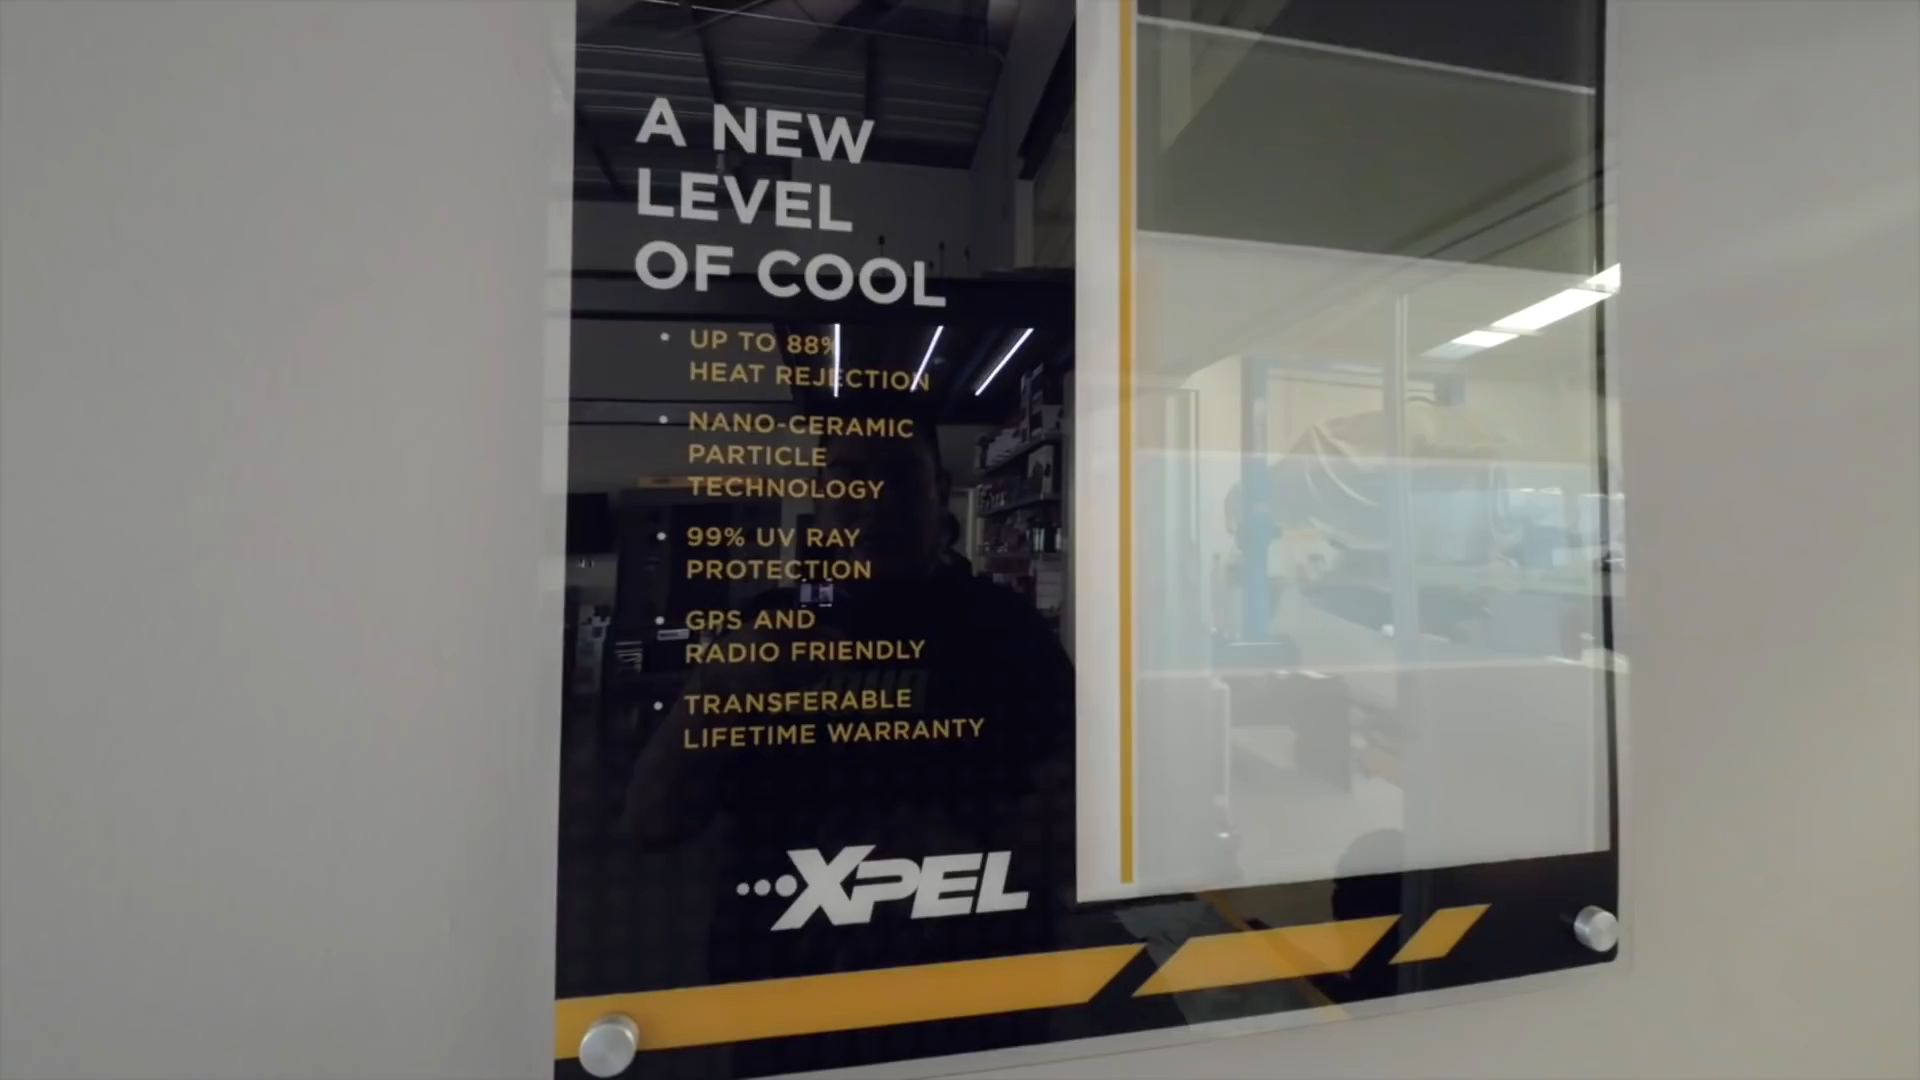 A NEW
LEVEL
OF COOL
• UP TO 88%
HEAT REJECTION
• NANO-CERAMIC
PARTICLE
TECHNOLOGY
• 99% UV RAY
PROTECTION
• GPS AND
RADIO FRIENDLY
• TRANSFERABLE
LIFETIME WARRANTY
XPEL